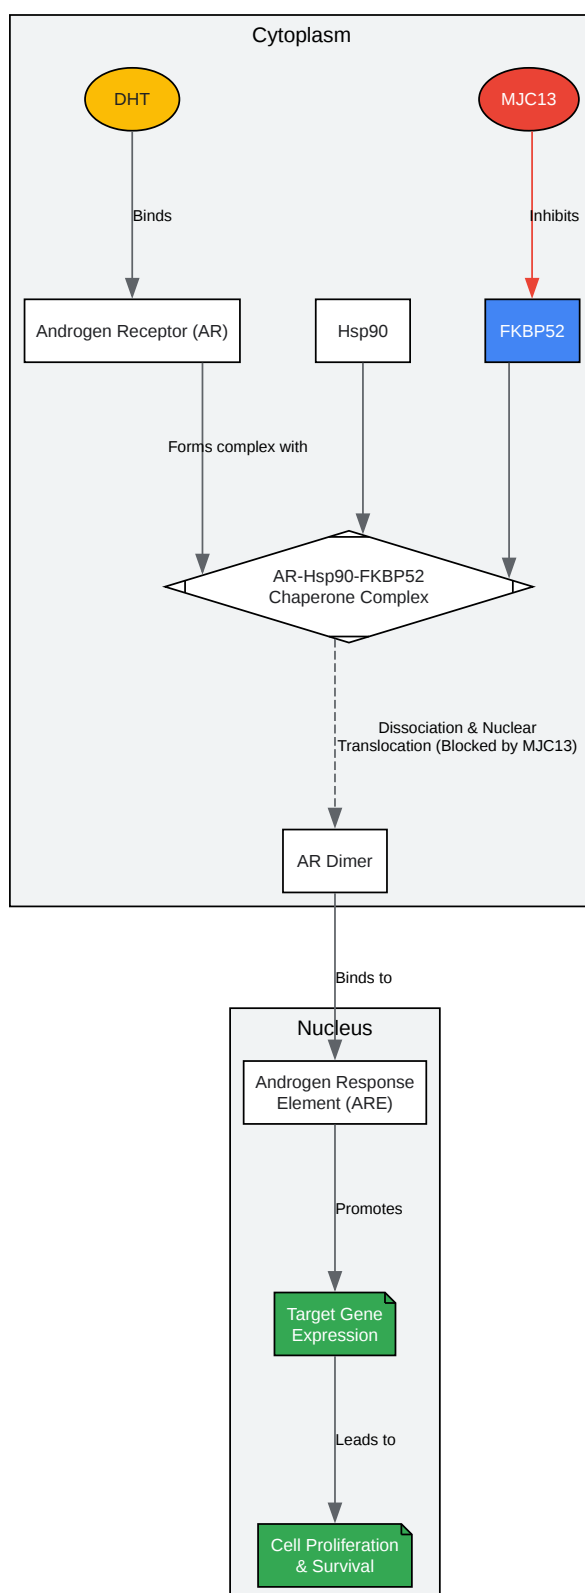 Cytoplasm
DHT
MJC13
Binds
Inhibits
Androgen Receptor (AR)
Hsp90
FKBP52
Forms complex with
AR-Hsp90-FKBP52
Chaperone Complex
Dissociation & Nuclear
Translocation (Blocked by MJC13)
AR Dimer
Binds to
Nucleus
Androgen Response
Element (ARE)
Promotes
Target Gene
Expression
Leads to
Cell Proliferation
& Survival